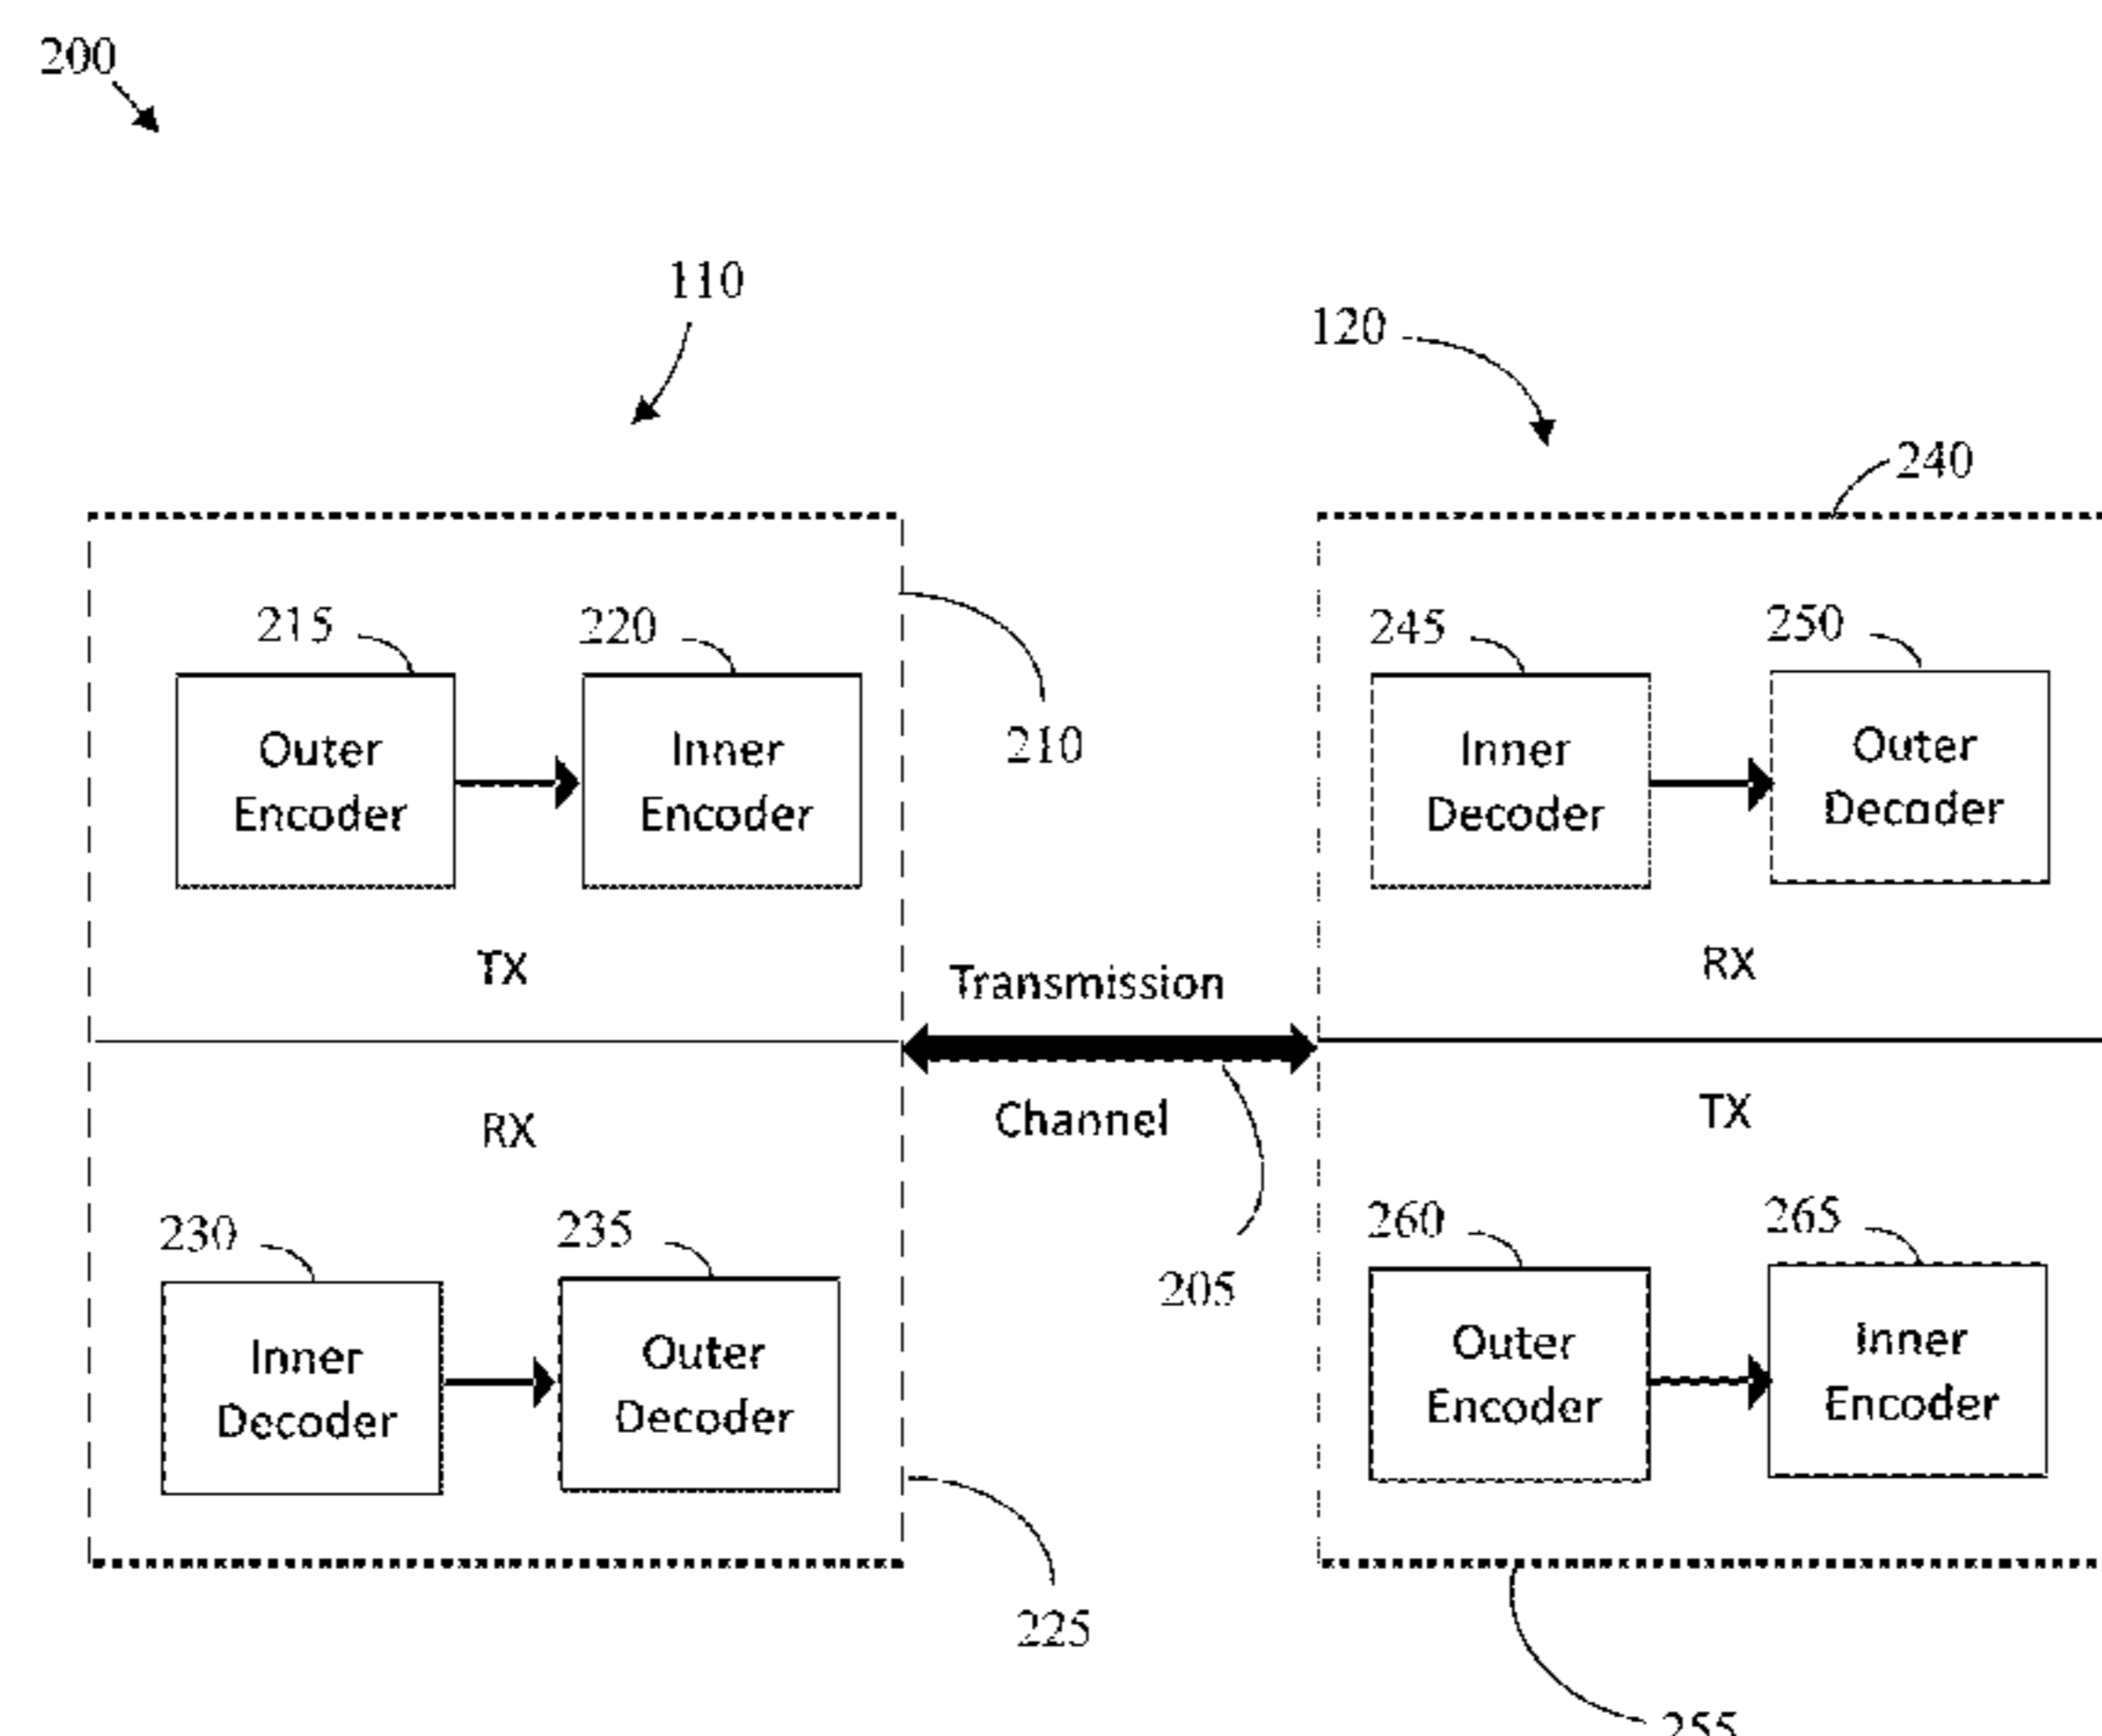 200
110
120
240
215
220
210
245
250
Outer
Encoder
Inner
Encoder
Inner
Decoder
Outer
Decoder
TX
RX
Transmission
Channel
RX
TX
230
235
205
260
265
Inner
Decoder
Outer
Decoder
Outer
Encoder
Inner
Encoder
225
255